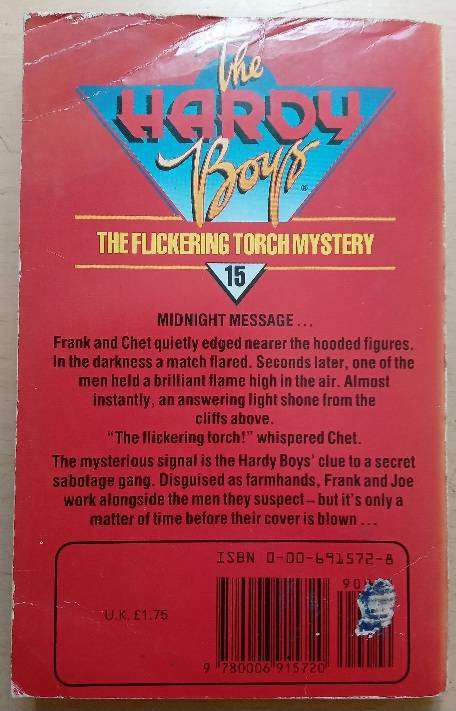 the
HARDY
Boys
®
THE FLICKERING TORCH MYSTERY
15
MIDNIGHT MESSAGE...
Frank and Chet quietly edged nearer the hooded figures.
In the darkness a match flared. Seconds later, one of the
men held a brilliant flame high in the air. Almost
instantly, an answering light shone from the
cliffs above.
"The flickering torch!" whispered Chet.
The mysterious signal is the Hardy Boys' clue to a secret
sabotage gang. Disguised as farmhands, Frank and Joe
work alongside the men they suspect – but it's only a
matter of time before their cover is blown ...
ISBN 0-00-691572-8
90
U.K. £1.75
9 780006 915720